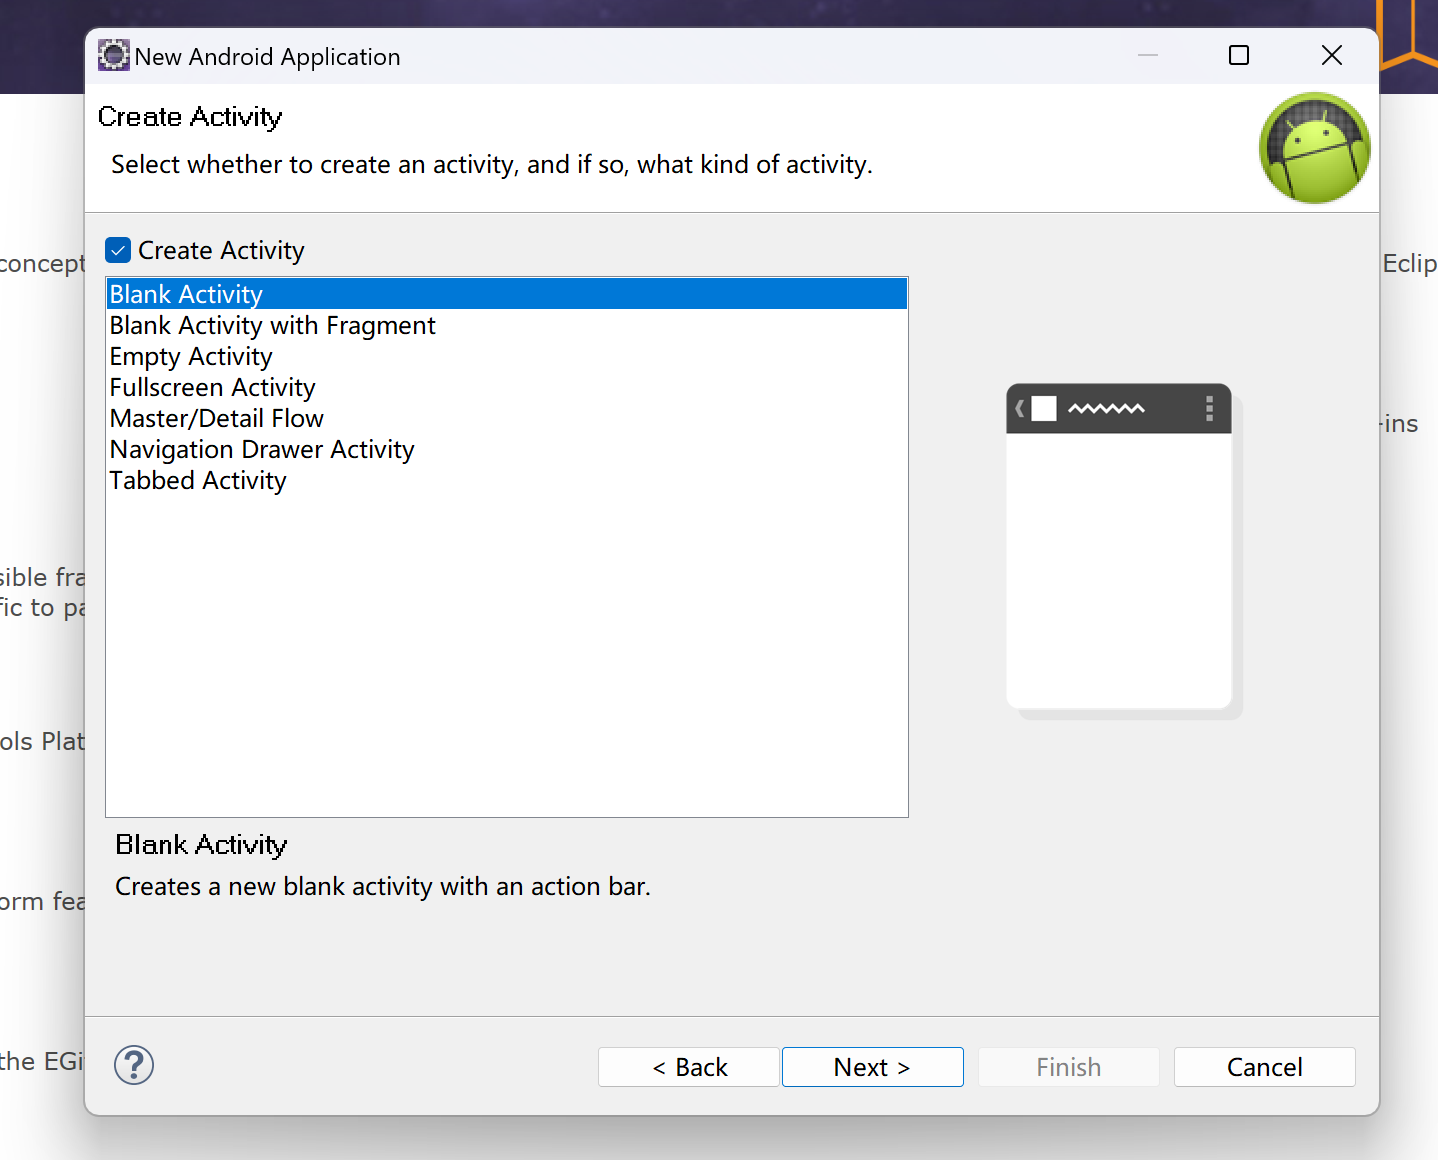 New Android Application
Create Activity
Select whether to create an activity, and if so, what kind of activity.
Create Activity
Blank Activity
Blank Activity with Fragment
Empty Activity
Fullscreen Activity
Master/Detail Flow
Navigation Drawer Activity
Tabbed Activity
Blank Activity
Creates a new blank activity with an action bar.
< Back
Next >
Finish
Cancel
concept
Eclip
-ins
sible fra
fic to pa
ols Plat
orm fea
the EGi